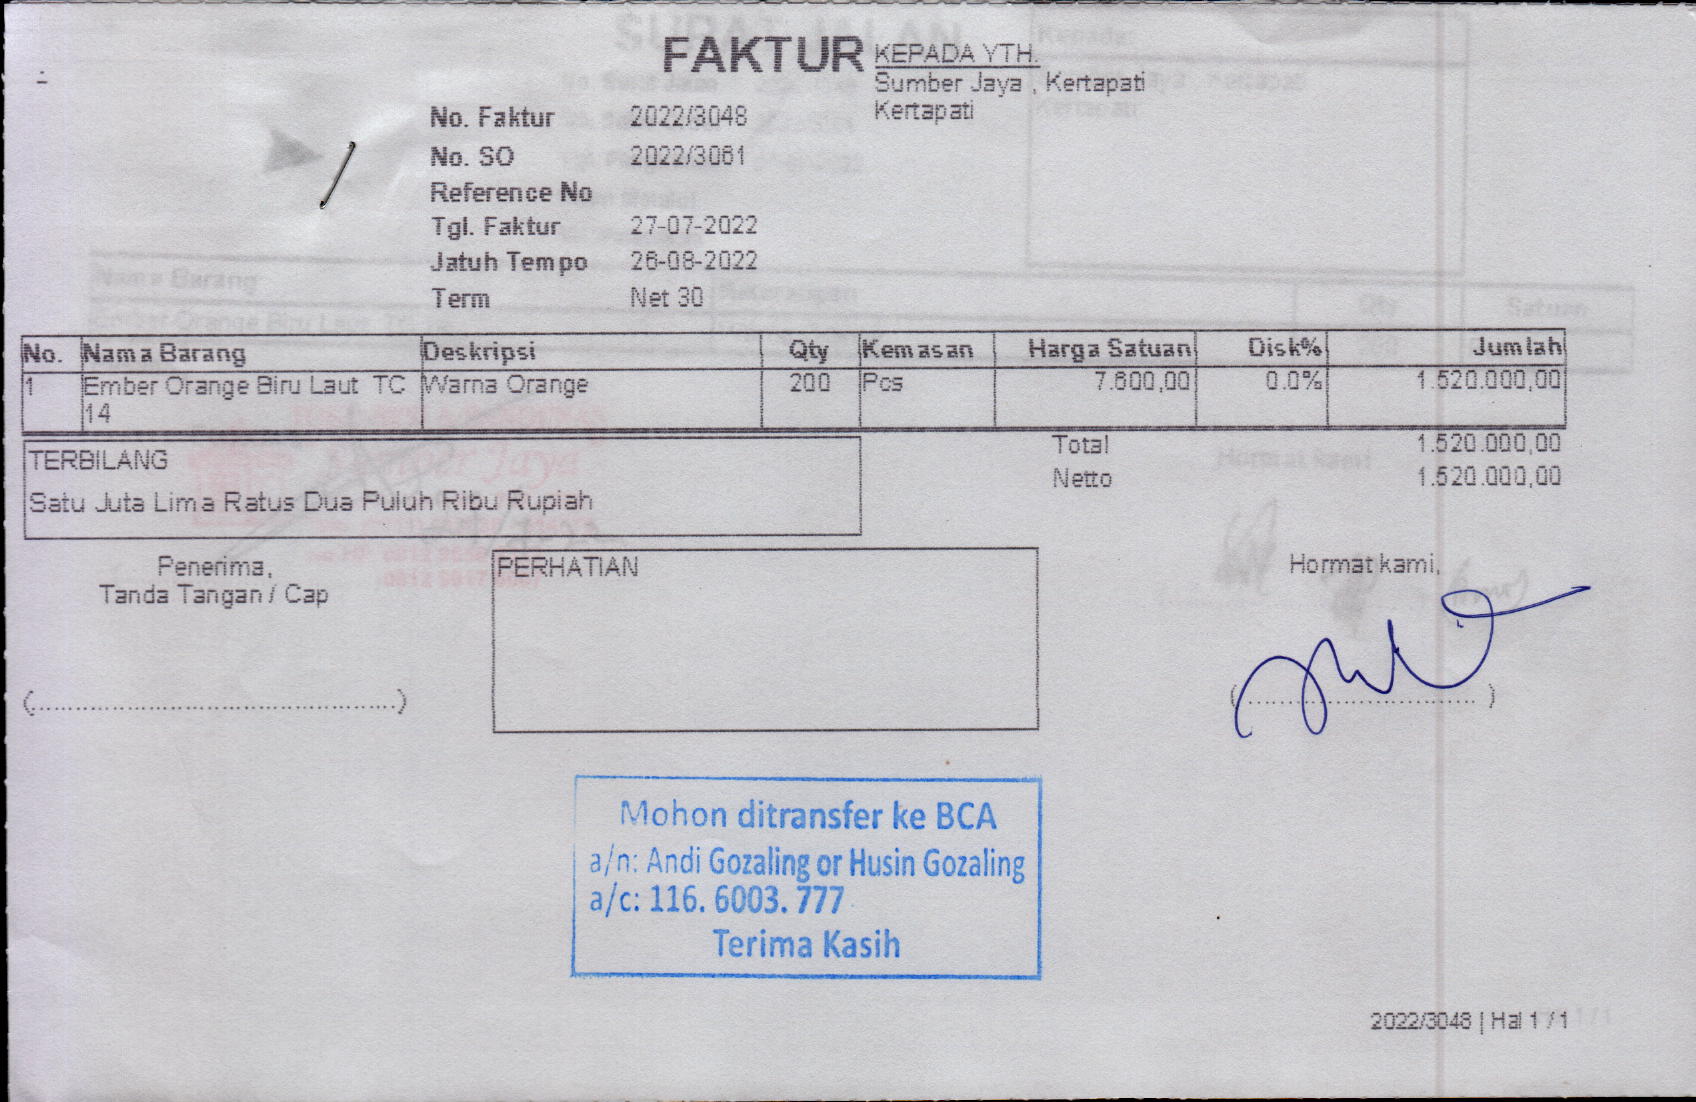 FAKTUR
KEPADA YTH.
Sumber Jaya , Kertapati
Kertapati
No. Faktur 2022/3048
No. SO 2022/3061
Reference No
Tgl. Faktur 27-07-2022
Jatuh Tempo 26-08-2022
Term Net 30
No. Nama Barang Deskripsi Qty Kemasan Harga Satuan Disk% Jumlah
1 Ember Orange Biru Laut TC Warna Orange 200 Pcs 7.600,00 0.0% 1.520.000,00
14
Total 1.520.000,00
TERBILANG
Netto 1.520.000,00
Satu Juta Lima Ratus Dua Puluh Ribu Rupiah
Penerima,
Tanda Tangan / Cap
PERHATIAN
Hormat kami,
(...............................................)
(.............................. )
Mohon ditransfer ke BCA
a/n: Andi Gozaling or Husin Gozaling
a/c: 116. 6003. 777
Terima Kasih
2022/3048 | Hal 1 / 1